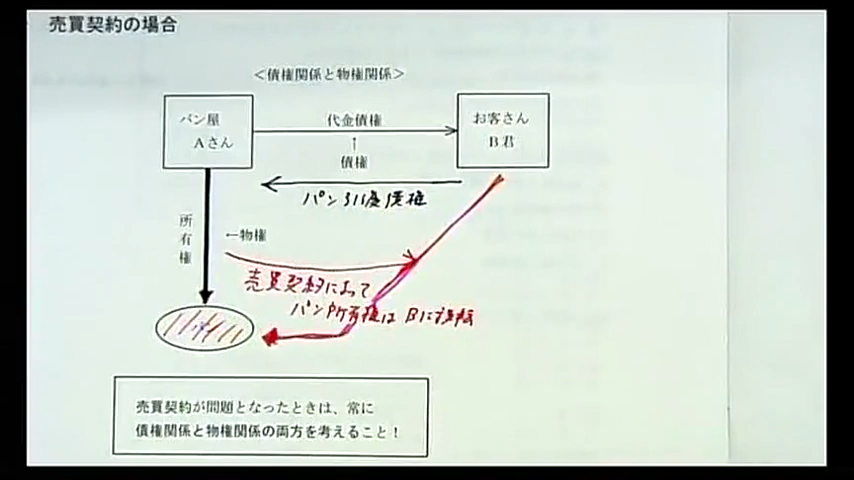 売買契約の場合
<債権関係と物権関係>
パン屋
Aさん
代金債権
↑
債権
お客さん
B君
パン引渡債権
所有権
←物権
売買契約によって
パン所有権はBに移転
売買契約が問題となったときは、常に
債権関係と物権関係の両方を考えること!